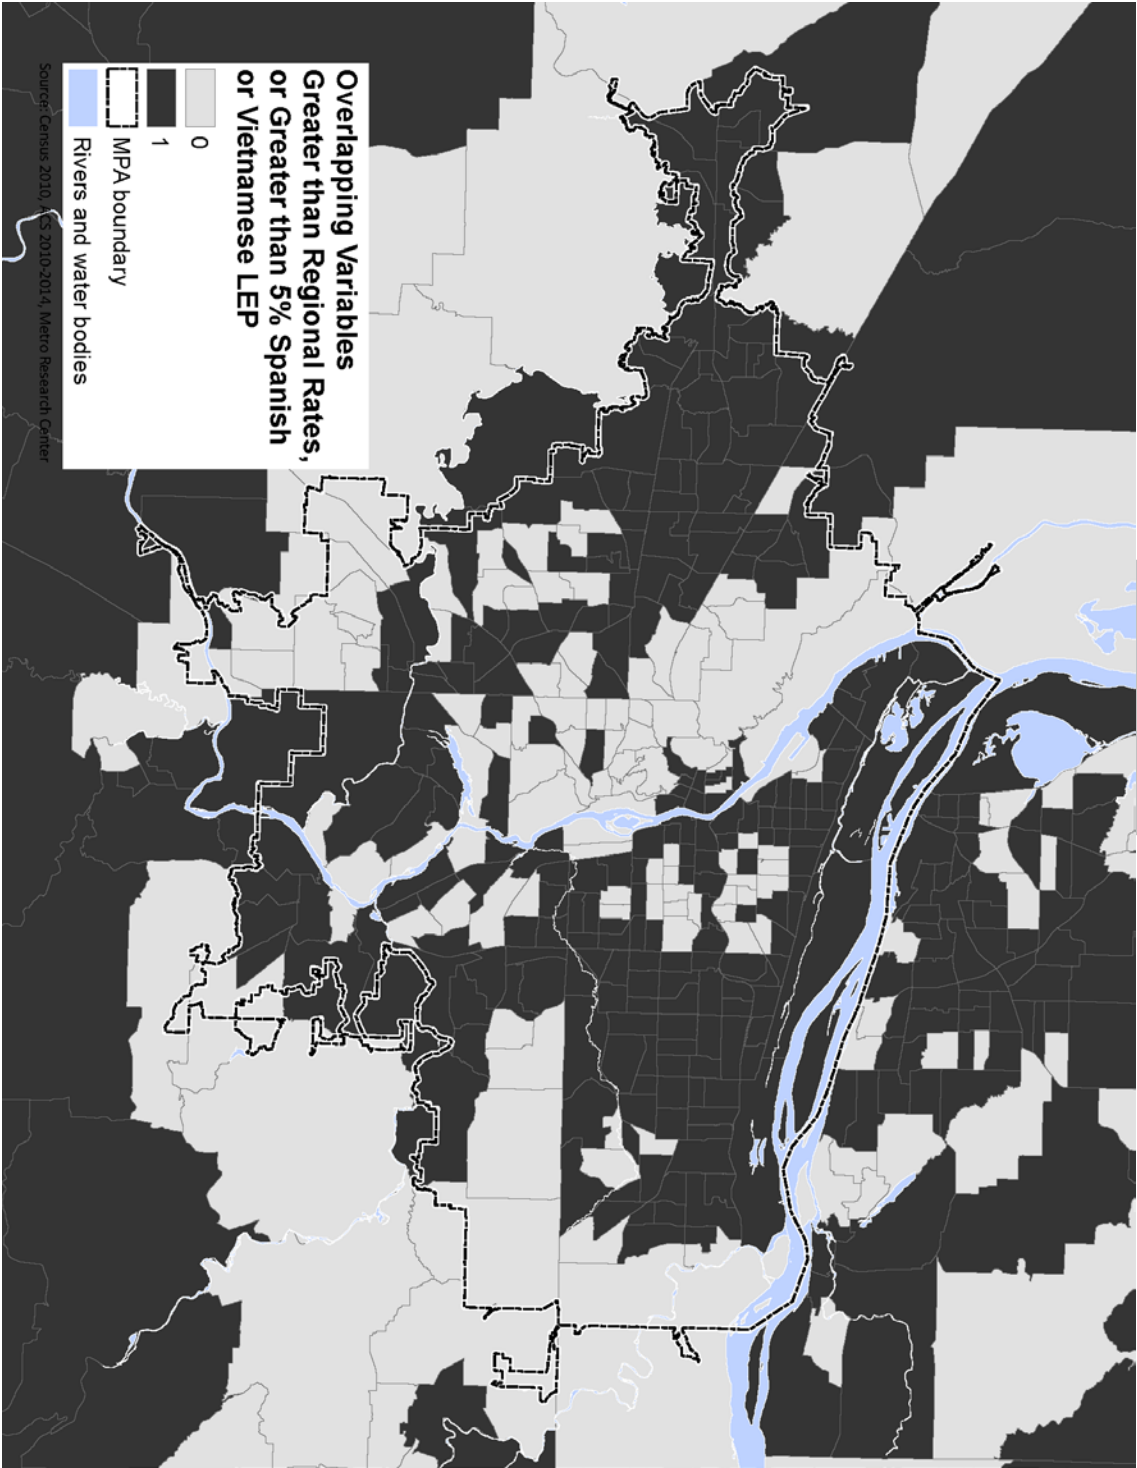 Overlapping Variables
Greater than Regional Rates,
or Greater than 5% Spanish
or Vietnamese LEP
0
1
MPA boundary
Rivers and water bodies
Source: Census 2010, ACS 2010-2014, Metro Research Center